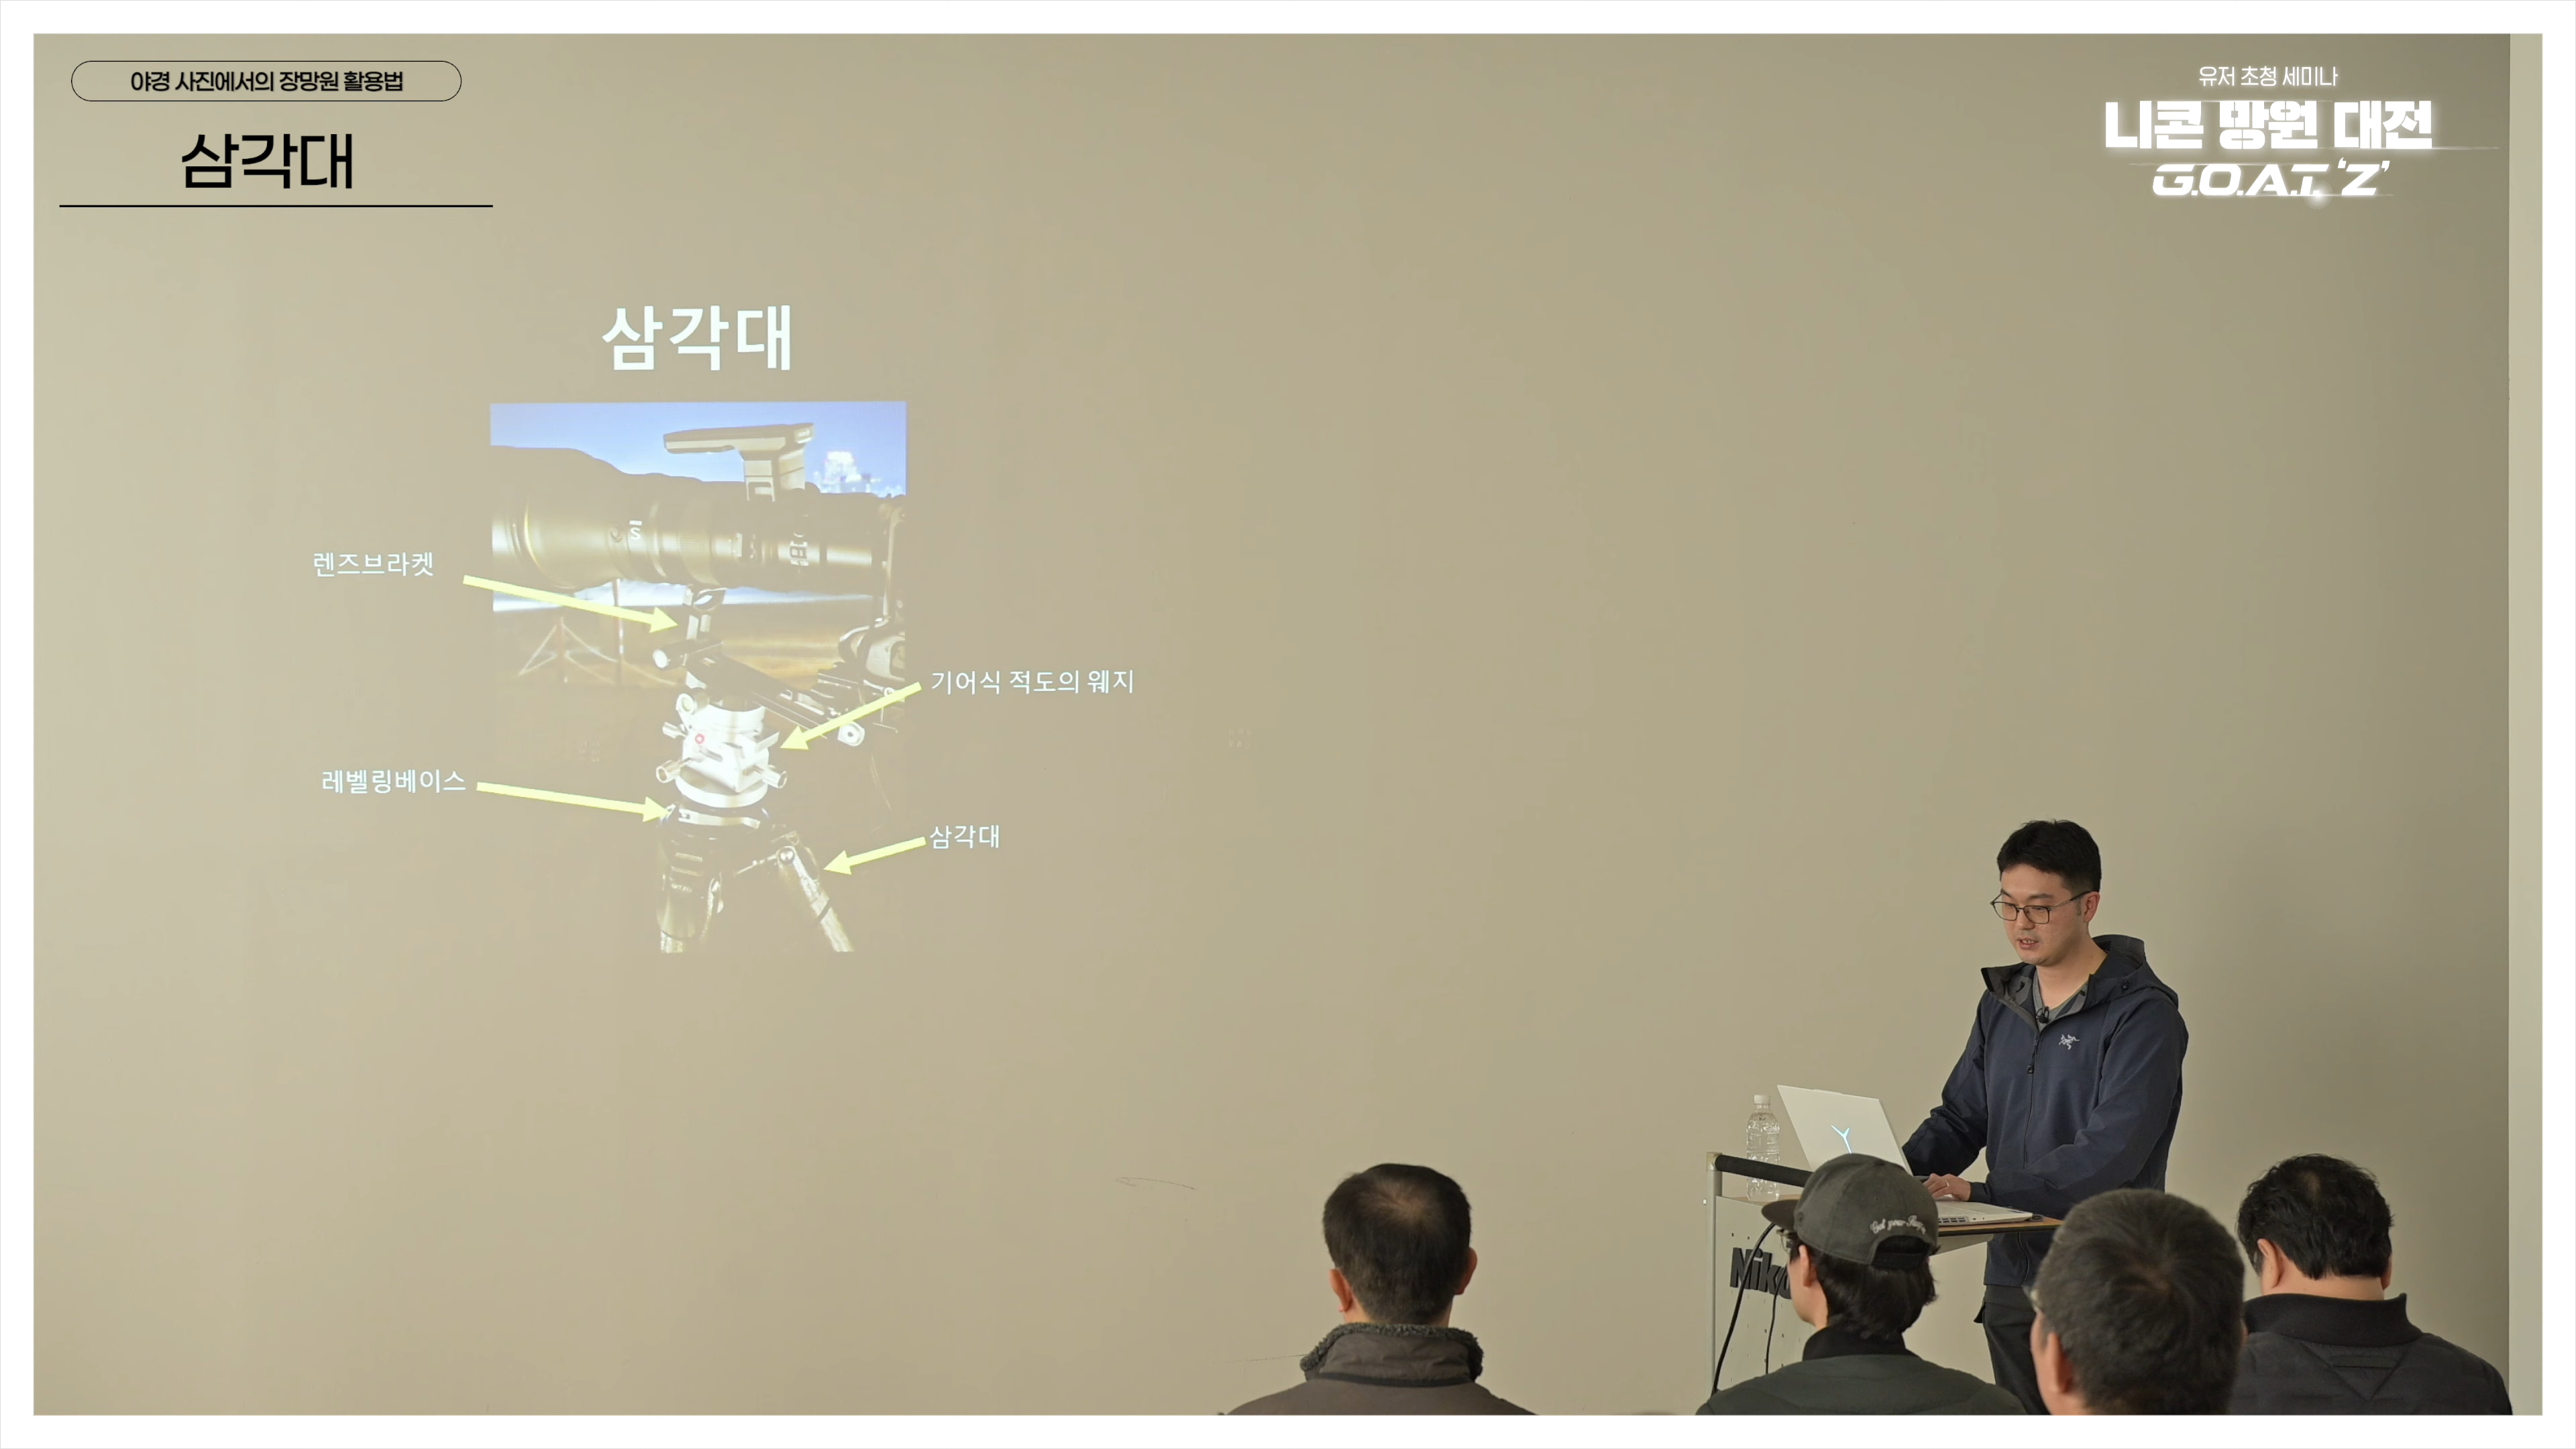 야경 사진에서의 장망원 활용법
삼각대
유저 초청 세미나
니콘 망원 대전
G.O.A.T. 'Z'
삼각대
S
렌즈브라켓
기어식 적도의 웨지
레벨링베이스
삼각대